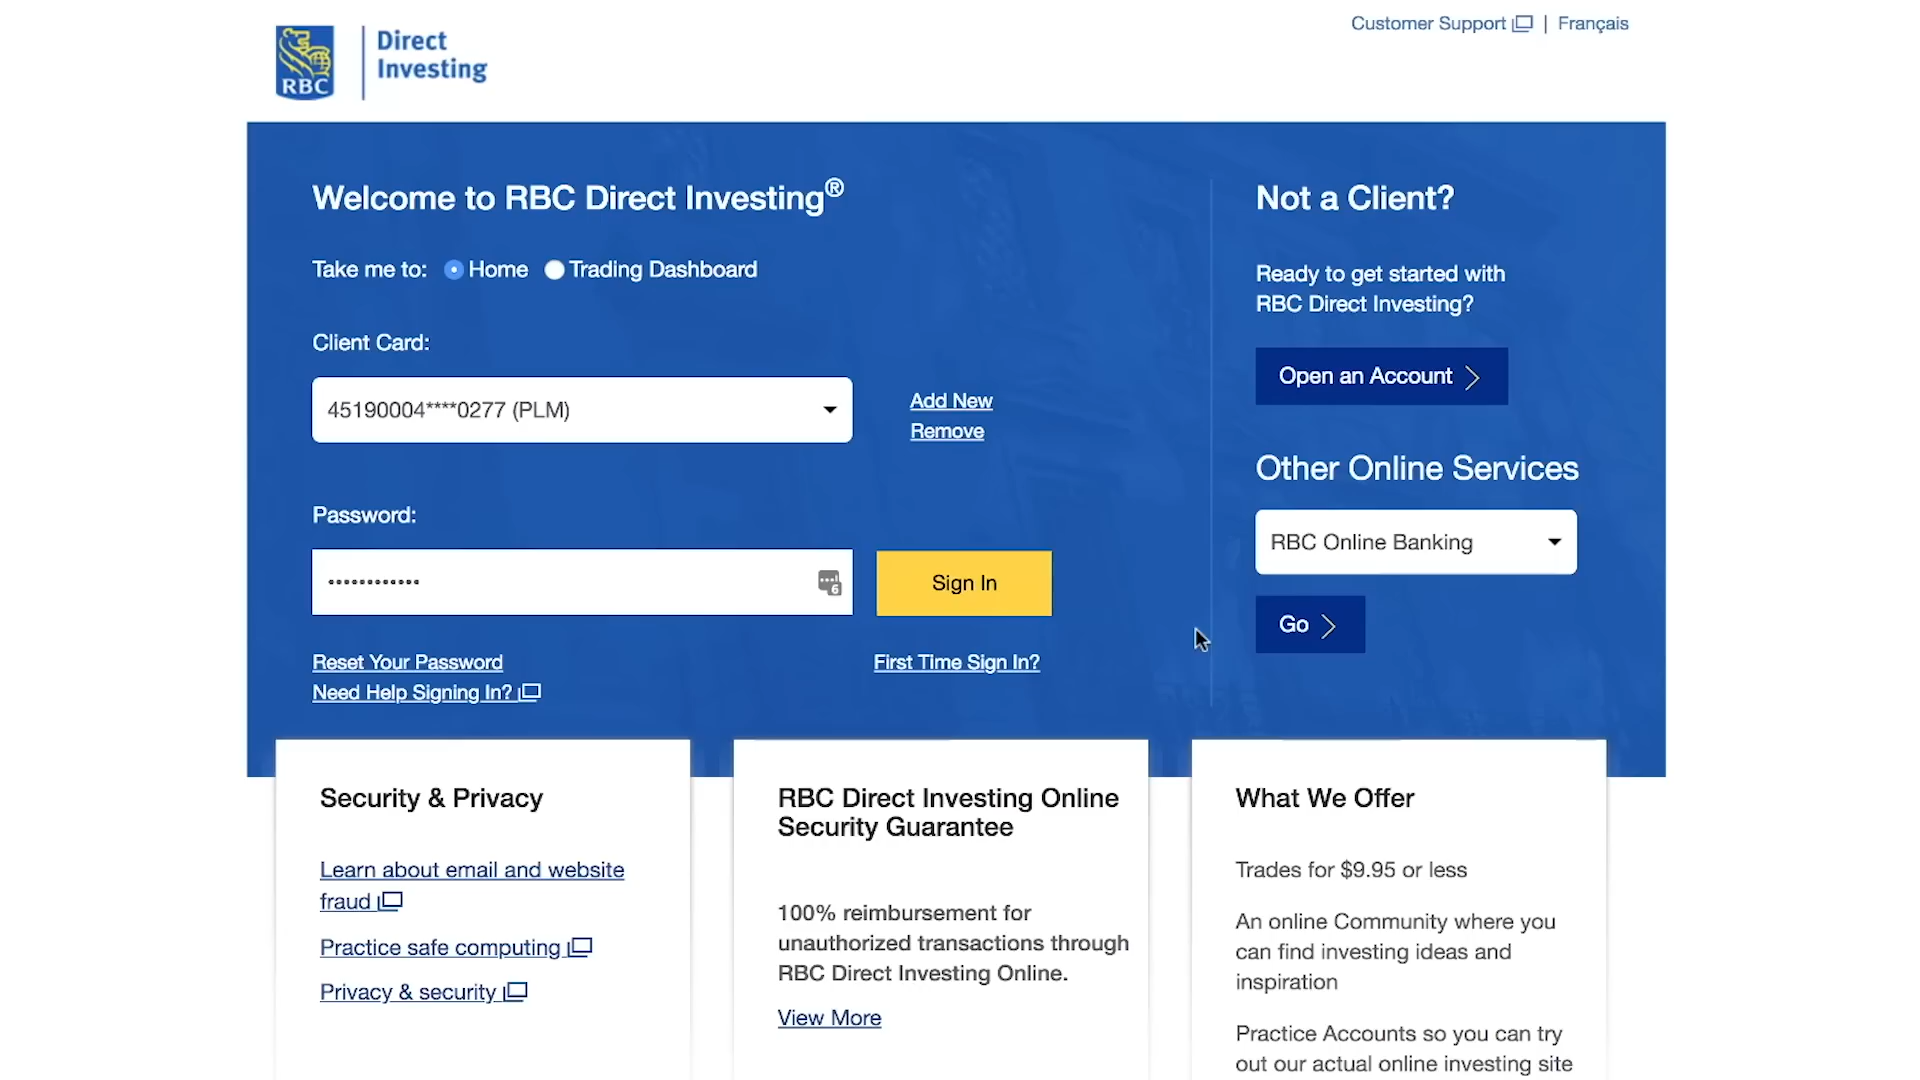 RBC
Direct
Investing
Customer Support | Français
Welcome to RBC Direct Investing®
Take me to: Home Trading Dashboard
Client Card:
45190004****0277 (PLM)
Add New
Remove
Password:
••••••••••••
6
Sign In
Reset Your Password
Need Help Signing In?
First Time Sign In?
Not a Client?
Ready to get started with
RBC Direct Investing?
Open an Account
Other Online Services
RBC Online Banking
Go
Security & Privacy
Learn about email and website
fraud
Practice safe computing
Privacy & security
RBC Direct Investing Online
Security Guarantee
100% reimbursement for
unauthorized transactions through
RBC Direct Investing Online.
View More
What We Offer
Trades for $9.95 or less
An online Community where you
can find investing ideas and
inspiration
Practice Accounts so you can try
out our actual online investing site